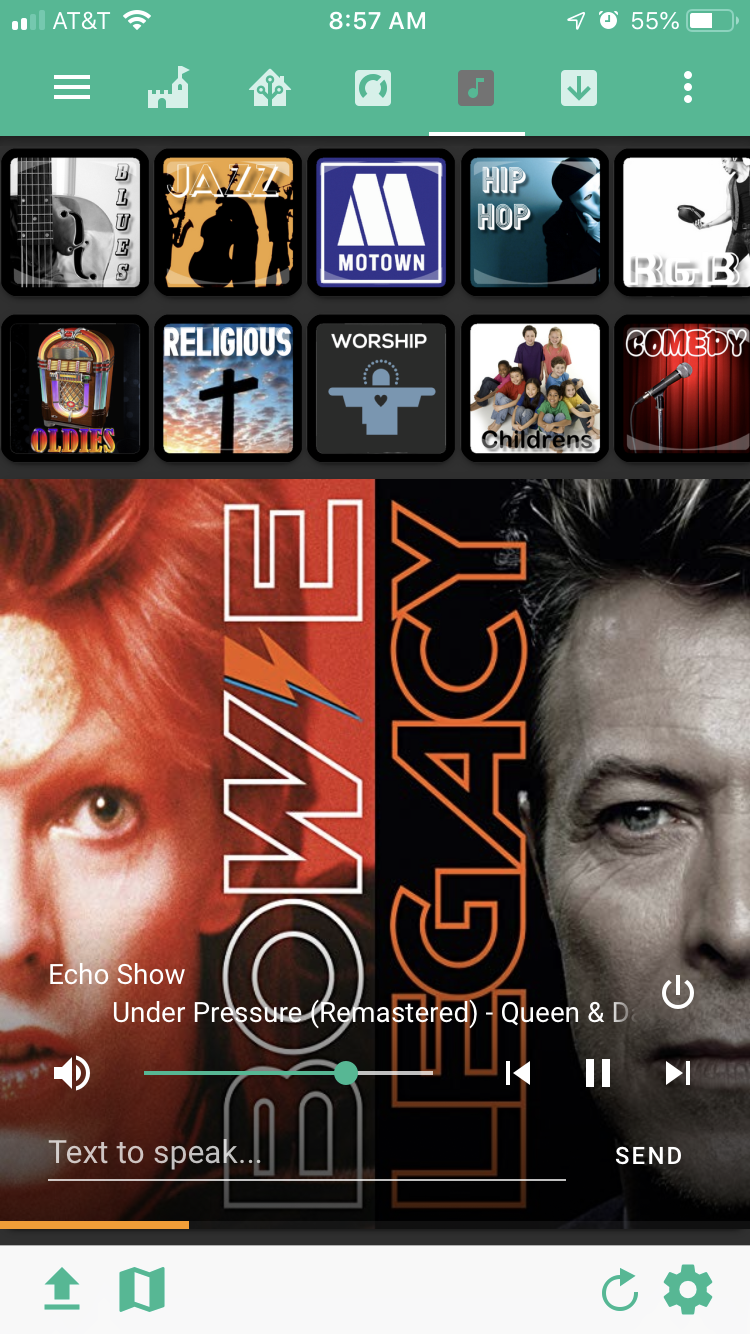 AT&T 8:57 AM 55%
BLUES
JAZZ
MOTOWN
HIP
HOP
R&B
OLDIES
RELIGIOUS
WORSHIP
Childrens
COMEDY
BOWIE
LEGACY
Echo Show
Under Pressure (Remastered) - Queen & D
Text to speak...
SEND